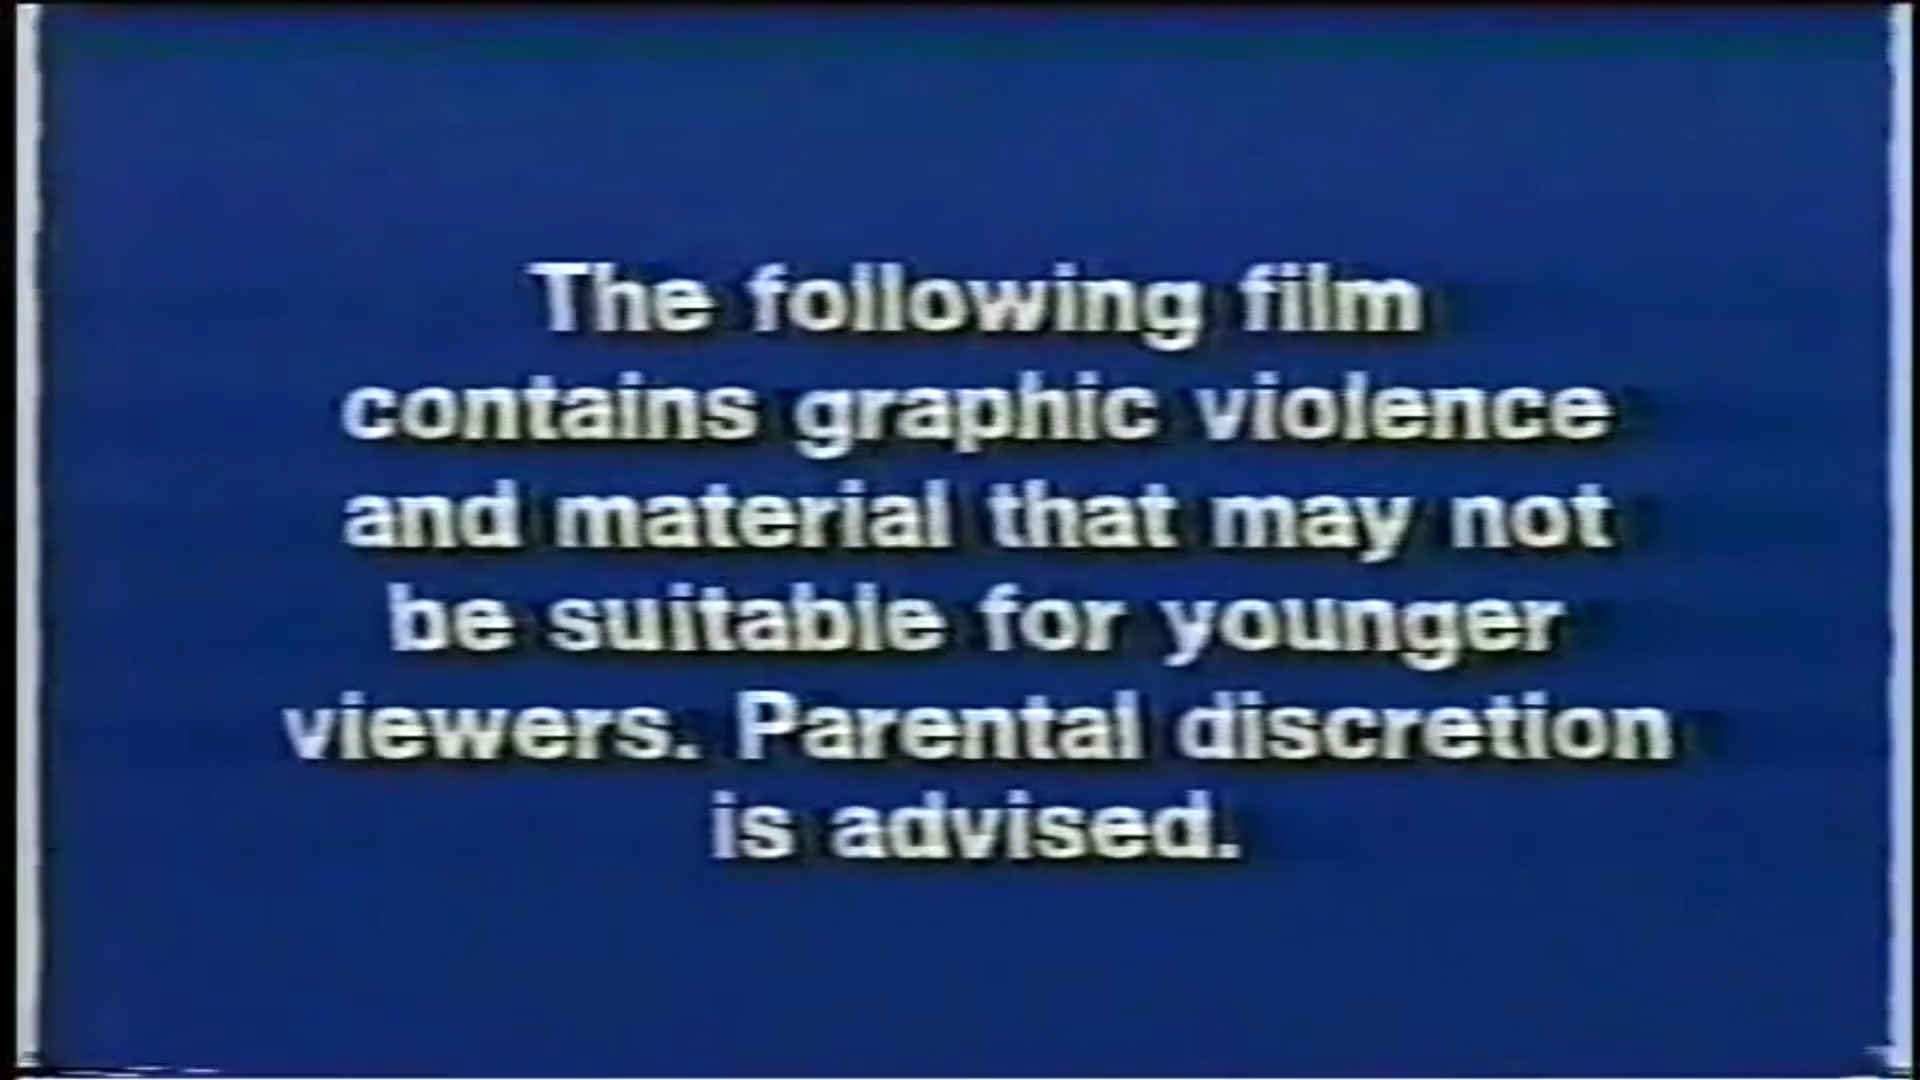 The following film
contains graphic violence
and material that may not
be suitable for younger
viewers. Parental discretion
is advised.